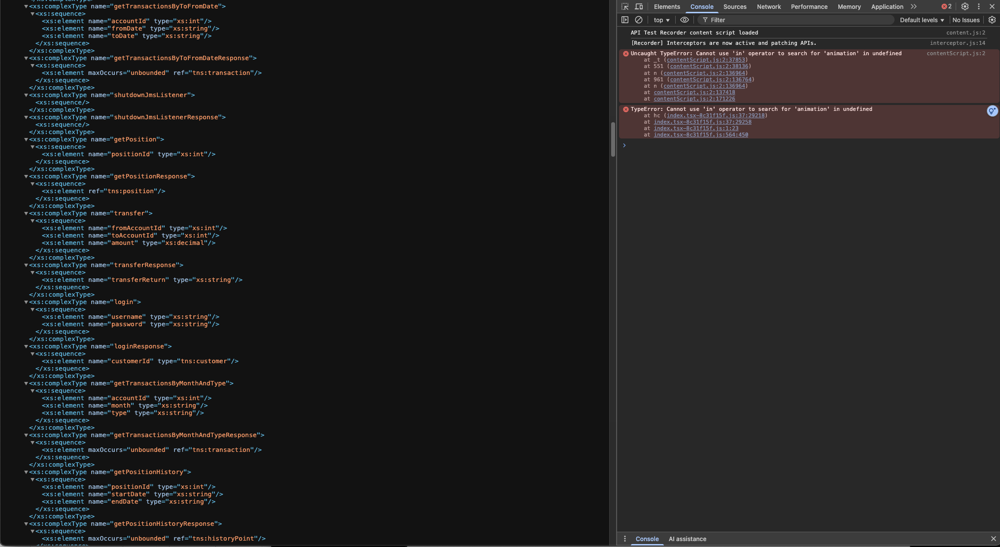 <xs:complexType name="getTransactionsByToFromDate">
<xs:sequence>
<xs:element name="accountId" type="xs:int"/>
<xs:element name="fromDate" type="xs:string"/>
<xs:element name="toDate" type="xs:string"/>
</xs:sequence>
</xs:complexType>
<xs:complexType name="getTransactionsByToFromDateResponse">
<xs:sequence>
<xs:element maxOccurs="unbounded" ref="tns:transaction"/>
</xs:sequence>
</xs:complexType>
<xs:complexType name="shutdownJmsListener">
<xs:sequence/>
</xs:complexType>
<xs:complexType name="shutdownJmsListenerResponse">
<xs:sequence/>
</xs:complexType>
<xs:complexType name="getPosition">
<xs:sequence>
<xs:element name="positionId" type="xs:int"/>
</xs:sequence>
</xs:complexType>
<xs:complexType name="getPositionResponse">
<xs:sequence>
<xs:element ref="tns:position"/>
</xs:sequence>
</xs:complexType>
<xs:complexType name="transfer">
<xs:sequence>
<xs:element name="fromAccountId" type="xs:int"/>
<xs:element name="toAccountId" type="xs:int"/>
<xs:element name="amount" type="xs:decimal"/>
</xs:sequence>
</xs:complexType>
<xs:complexType name="transferResponse">
<xs:sequence>
<xs:element name="transferReturn" type="xs:string"/>
</xs:sequence>
</xs:complexType>
<xs:complexType name="login">
<xs:sequence>
<xs:element name="username" type="xs:string"/>
<xs:element name="password" type="xs:string"/>
</xs:sequence>
</xs:complexType>
<xs:complexType name="loginResponse">
<xs:sequence>
<xs:element name="customerId" type="tns:customer"/>
</xs:sequence>
</xs:complexType>
<xs:complexType name="getTransactionsByMonthAndType">
<xs:sequence>
<xs:element name="accountId" type="xs:int"/>
<xs:element name="month" type="xs:string"/>
<xs:element name="type" type="xs:string"/>
</xs:sequence>
</xs:complexType>
<xs:complexType name="getTransactionsByMonthAndTypeResponse">
<xs:sequence>
<xs:element maxOccurs="unbounded" ref="tns:transaction"/>
</xs:sequence>
</xs:complexType>
<xs:complexType name="getPositionHistory">
<xs:sequence>
<xs:element name="positionId" type="xs:int"/>
<xs:element name="startDate" type="xs:string"/>
<xs:element name="endDate" type="xs:string"/>
</xs:sequence>
</xs:complexType>
<xs:complexType name="getPositionHistoryResponse">
<xs:sequence>
<xs:element maxOccurs="unbounded" ref="tns:historyPoint"/>
Elements Console Sources Network Performance Memory Application 2
top Filter Default levels No Issues
API Test Recorder content script loaded content.js:2
[Recorder] Interceptors are now active and patching APIs. interceptor.js:14
Uncaught TypeError: Cannot use 'in' operator to search for 'animation' in undefined contentScript.js:2
at _t (contentScript.js:2:37853)
at 551 (contentScript.js:2:38136)
at n (contentScript.js:2:136964)
at 961 (contentScript.js:2:136764)
at n (contentScript.js:2:136964)
at contentScript.js:2:137418
at contentScript.js:2:171226
TypeError: Cannot use 'in' operator to search for 'animation' in undefined
at hc (index.tsx-8c31f15f.js:37:29218)
at index.tsx-8c31f15f.js:37:29258
at index.tsx-8c31f15f.js:1:23
at index.tsx-8c31f15f.js:564:450
Console AI assistance